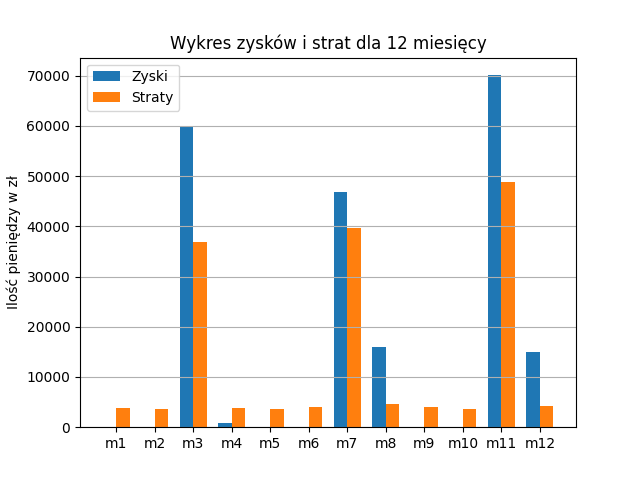 Wykres zysków i strat dla 12 miesięcy
Zyski
Straty
Ilość pieniędzy w zł
70000
60000
50000
40000
30000
20000
10000
0
m1 m2 m3 m4 m5 m6 m7 m8 m9 m10 m11 m12